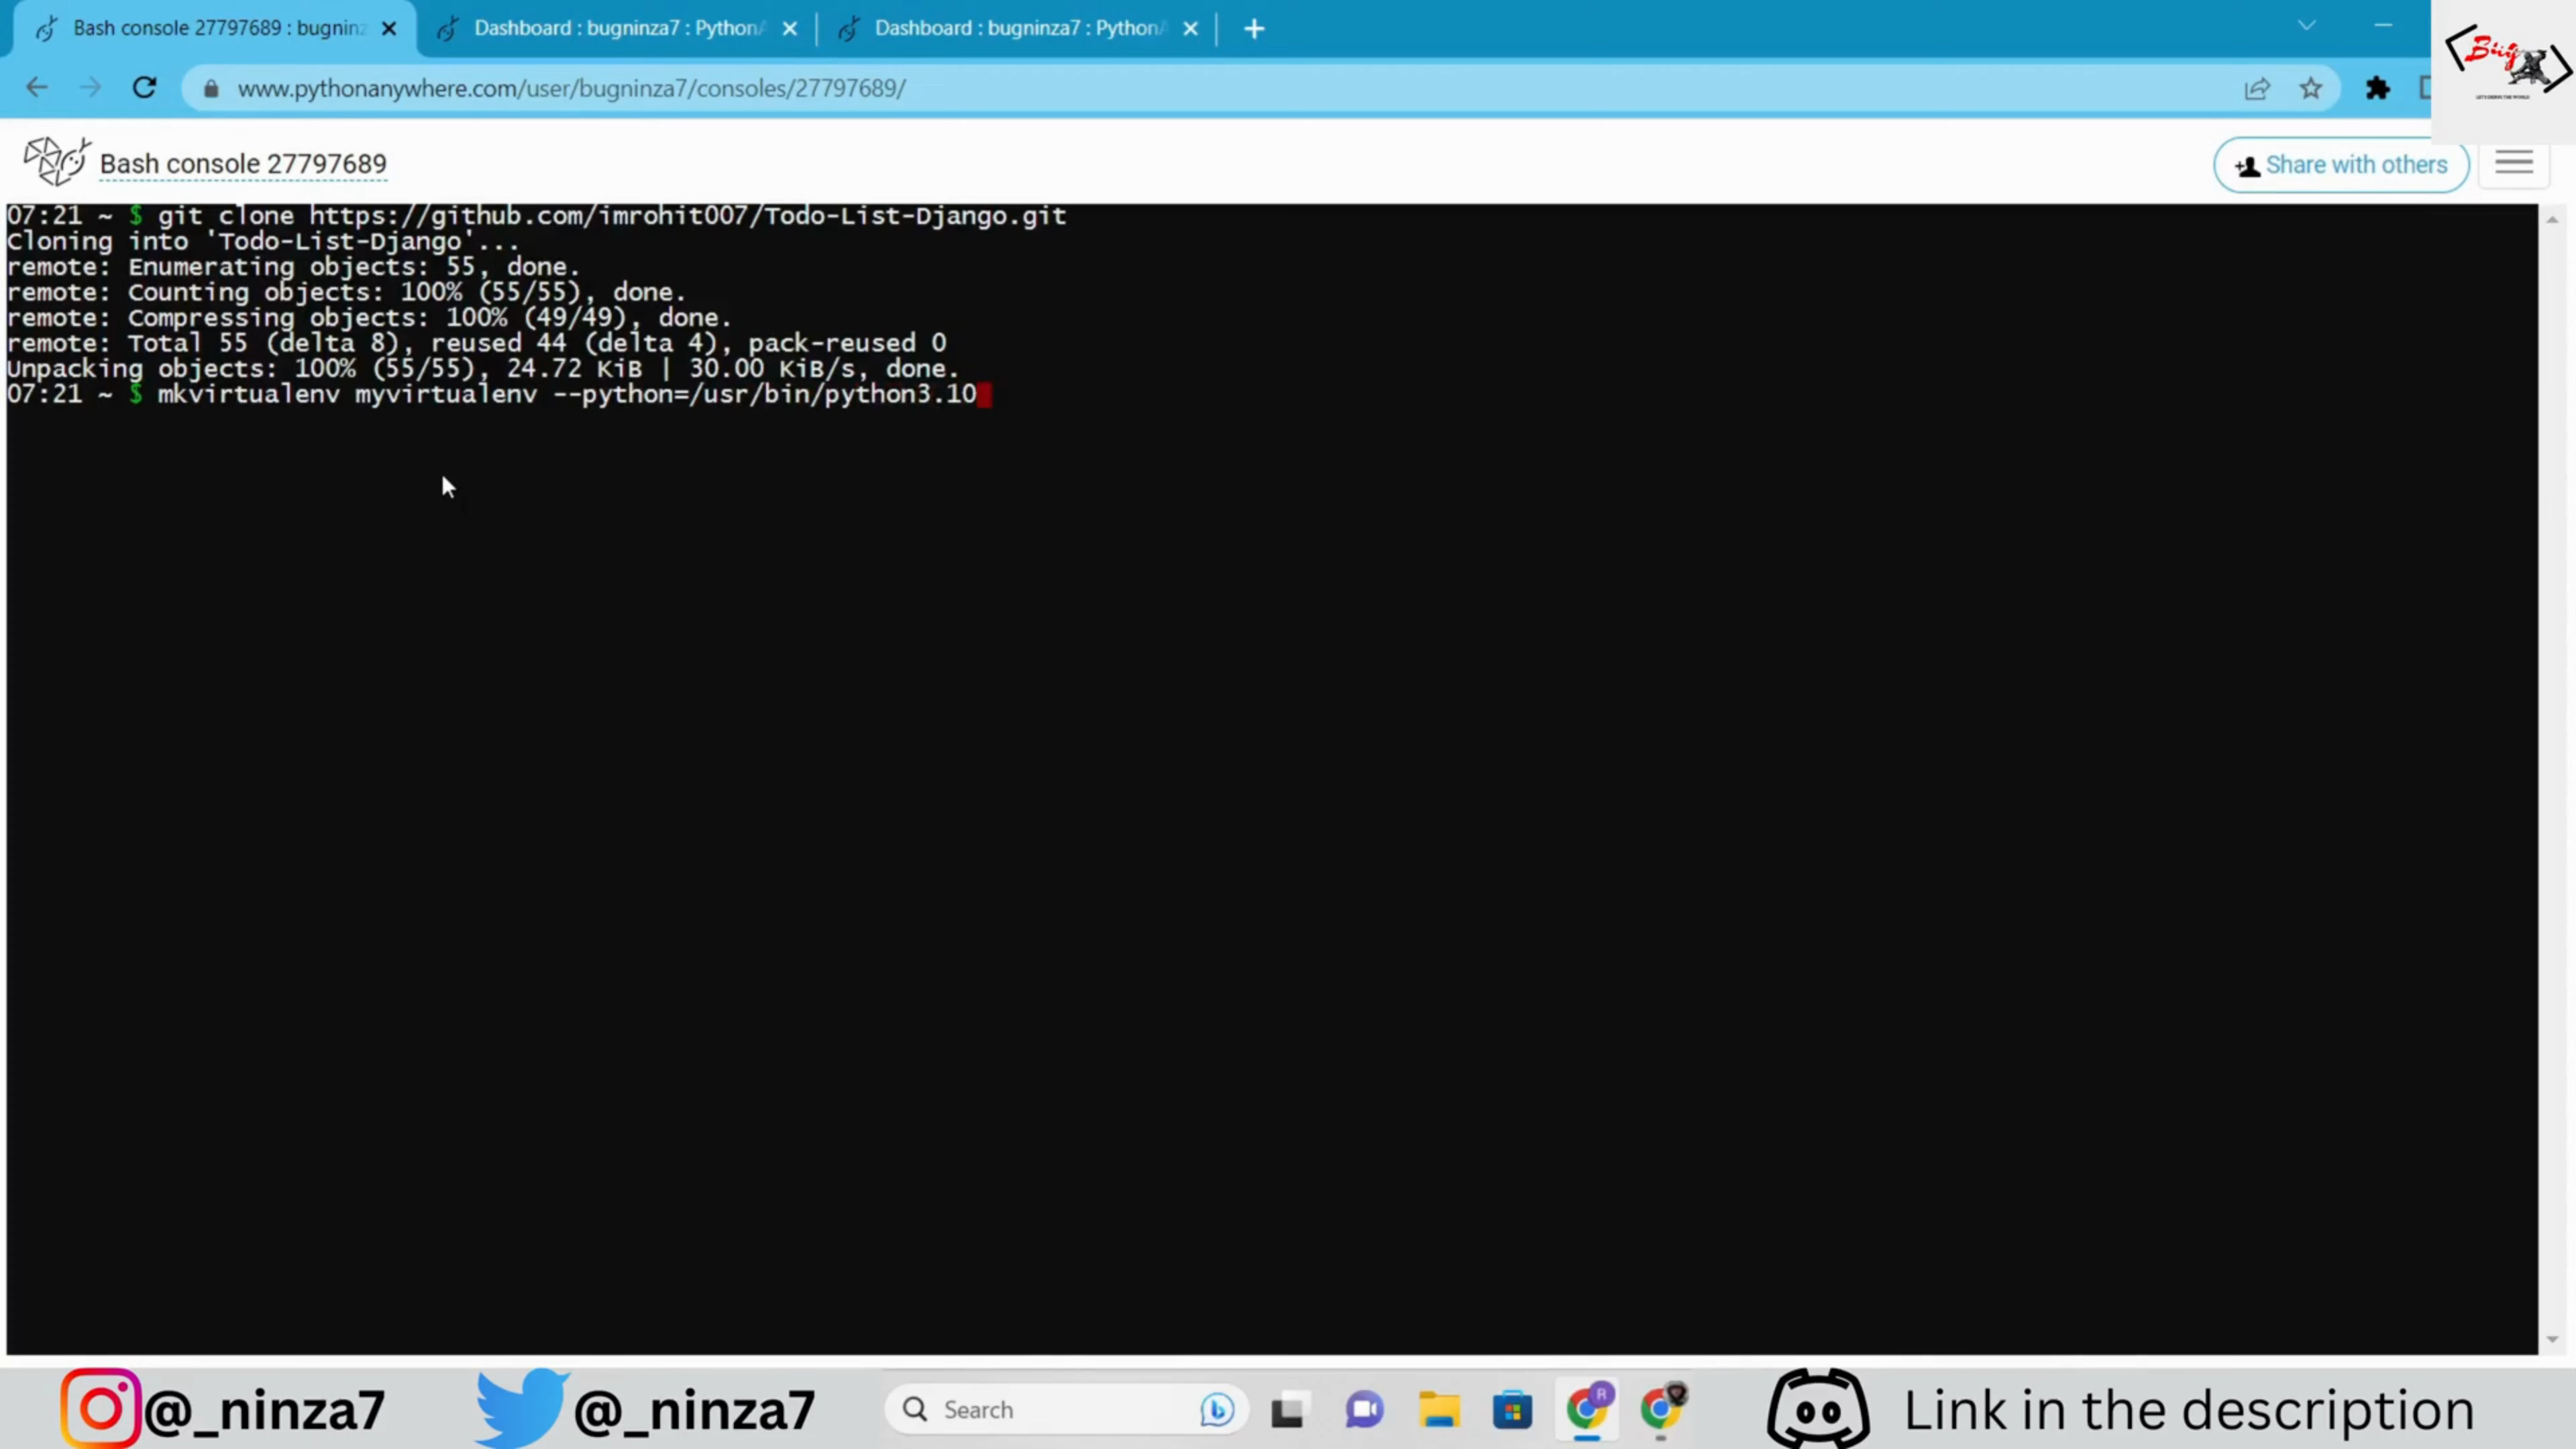 Bash console 27797689 : bugninz
Dashboard : bugninza7 : PythonA
Dashboard : bugninza7 : PythonA
www.pythonanywhere.com/user/bugninza7/consoles/27797689/
Bug
Bash console 27797689
Share with others
07:21 ~ $ git clone https://github.com/imrohit007/Todo-List-Django.git
Cloning into 'Todo-List-Django'...
remote: Enumerating objects: 55, done.
remote: Counting objects: 100% (55/55), done.
remote: Compressing objects: 100% (49/49), done.
remote: Total 55 (delta 8), reused 44 (delta 4), pack-reused 0
Unpacking objects: 100% (55/55), 24.72 KiB | 30.00 KiB/s, done.
07:21 ~ $ mkvirtualenv myvirtualenv --python=/usr/bin/python3.10
@_ninza7
@_ninza7
Search
R
Link in the description